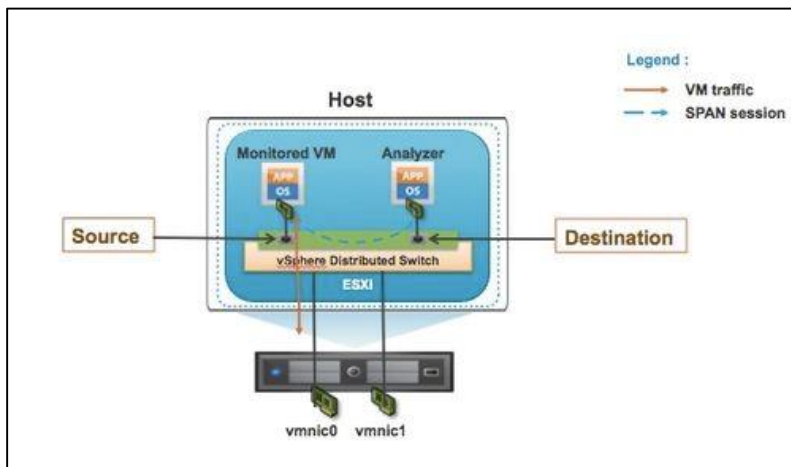 Legend :
VM traffic
SPAN session
Host
Monitored VM
Analyzer
APP
OS
APP
OS
Source
Destination
vSphere Distributed Switch
ESXI
vmnic0
vmnic1